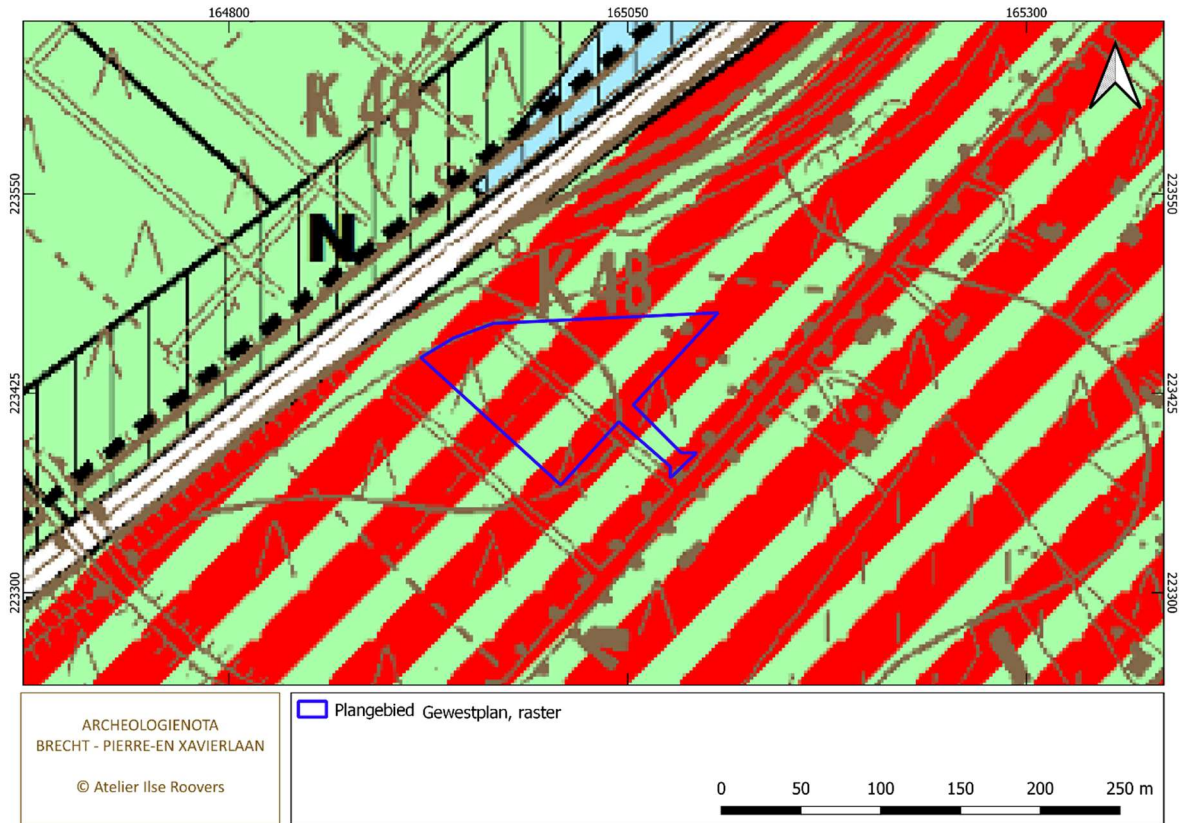 164800 165050 165300
K 48
223550 223550
N
K 48
223425 223425
223300 223300
ARCHEOLOGIENOTA
BRECHT - PIERRE-EN XAVIERLAAN
© Atelier Ilse Roovers
Plangebied Gewestplan, raster
0 50 100 150 200 250 m